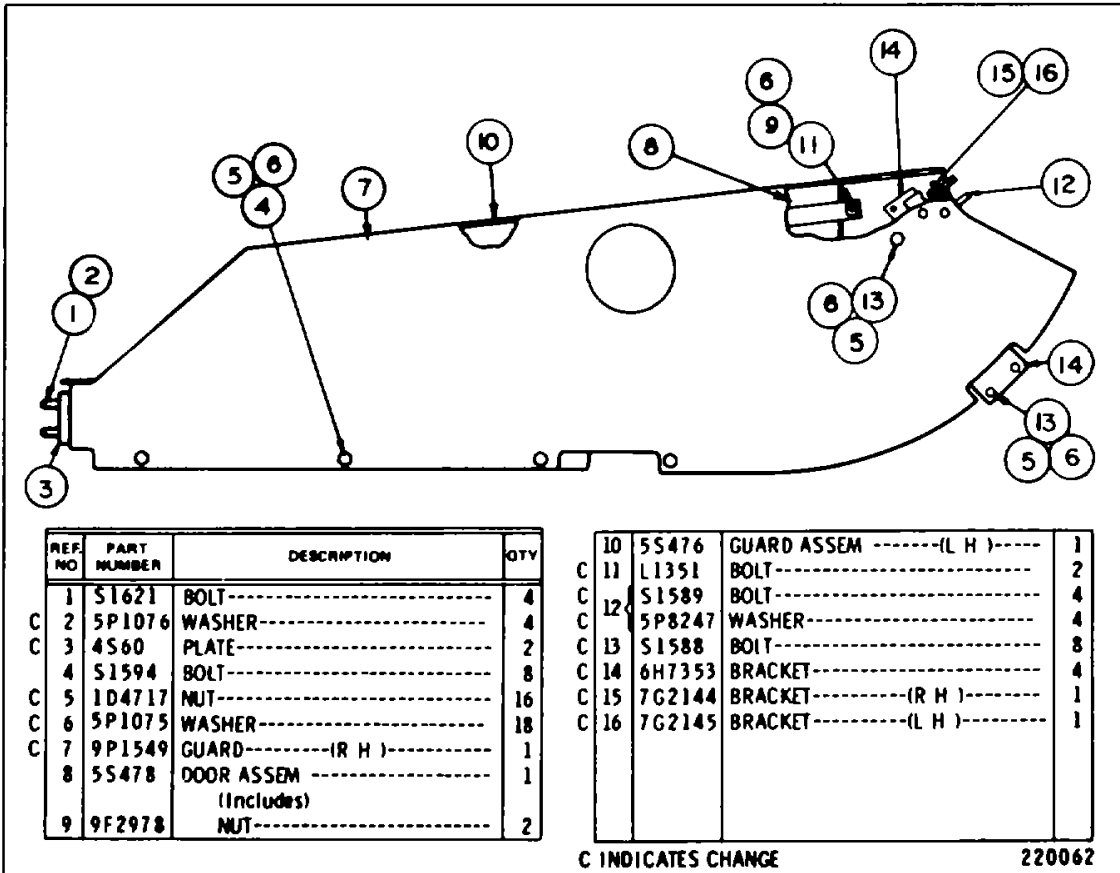 14
6
15 16
10
9
11
8
5 6
4
7
12
2
1
6 13
5
14
13
5 6
3
REF. NO PART NUMBER DESCRIPTION QTY
1 S1621 BOLT 4
C 2 5P1076 WASHER 4
C 3 4S60 PLATE 2
4 S1594 BOLT 8
C 5 1D4717 NUT 16
C 6 5P1075 WASHER 18
C 7 9P1549 GUARD---------(R H) 1
8 5S478 DOOR ASSEM 1
(Includes)
9 9F2978 NUT 2
10 5S476 GUARD ASSEM -------(L H)----- 1
C 11 L1351 BOLT 2
C 12 S1589 BOLT 4
C 5P8247 WASHER 4
C 13 S1588 BOLT 8
C 14 6H7353 BRACKET 4
C 15 7G2144 BRACKET----------(R H)------- 1
C 16 7G2145 BRACKET----------(L H)------- 1
C INDICATES CHANGE 220062